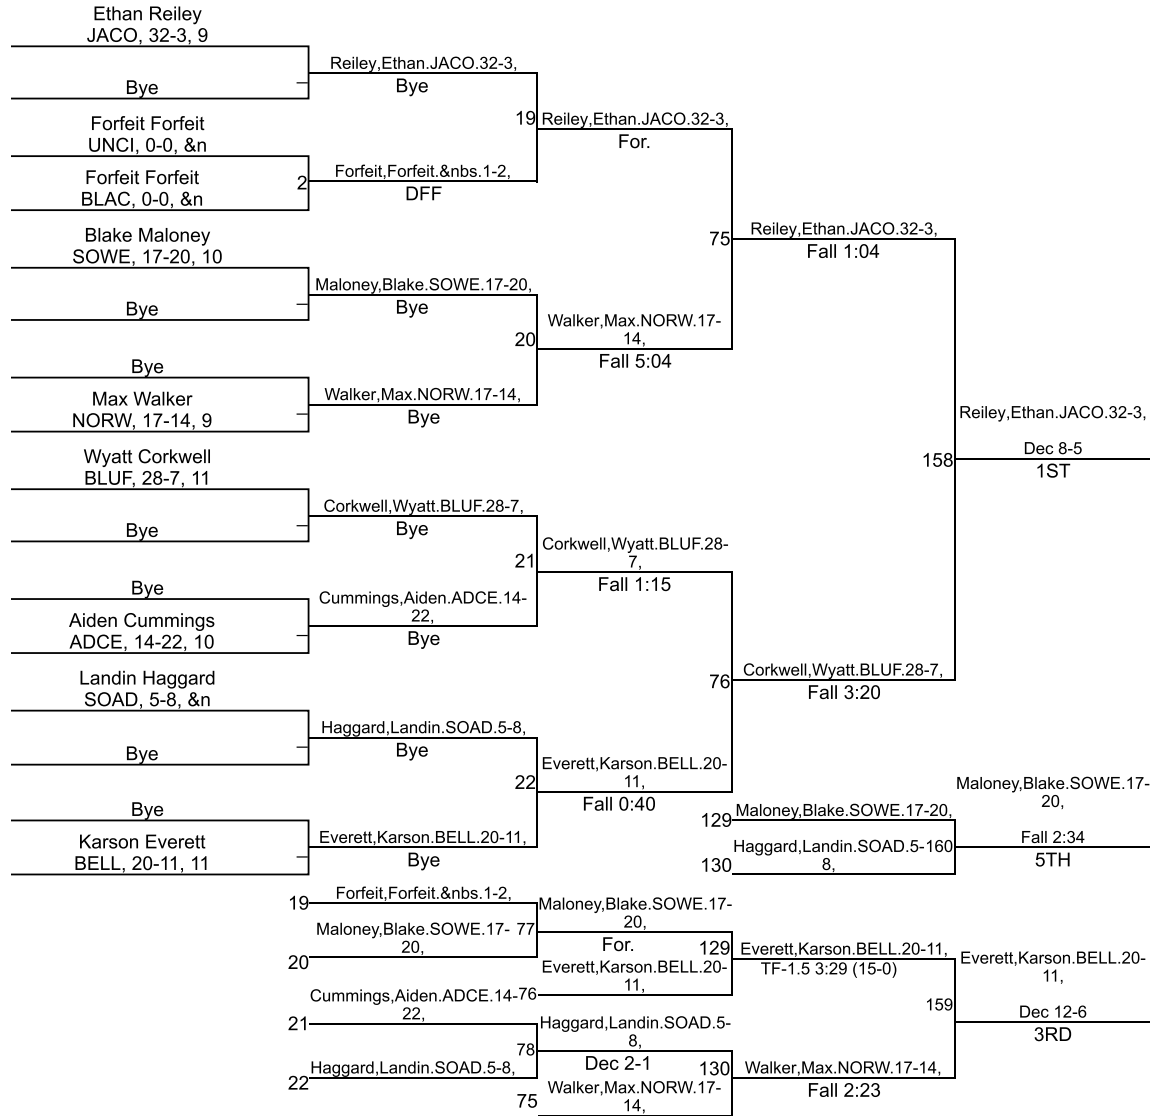 Ethan Reiley
JACO, 32-3, 9
Bye
Reiley,Ethan.JACO.32-3,
Bye
Forfeit Forfeit
UNCI, 0-0, &n
Forfeit Forfeit
BLAC, 0-0, &n
2
Forfeit,Forfeit.&nbs.1-2,
DFF
19
Reiley,Ethan.JACO.32-3,
For.
Blake Maloney
SOWE, 17-20, 10
Bye
Maloney,Blake.SOWE.17-20,
Bye
Bye
Max Walker
NORW, 17-14, 9
Walker,Max.NORW.17-14,
Bye
20
Walker,Max.NORW.17-
14,
Fall 5:04
75
Reiley,Ethan.JACO.32-3,
Fall 1:04
Wyatt Corkwell
BLUF, 28-7, 11
Bye
Corkwell,Wyatt.BLUF.28-7,
Bye
Bye
Aiden Cummings
ADCE, 14-22, 10
Cummings,Aiden.ADCE.14-
22,
Bye
21
Corkwell,Wyatt.BLUF.28-
7,
Fall 1:15
Landin Haggard
SOAD, 5-8, &n
Bye
Haggard,Landin.SOAD.5-8,
Bye
Bye
Karson Everett
BELL, 20-11, 11
Everett,Karson.BELL.20-11,
Bye
22
Everett,Karson.BELL.20-
11,
Fall 0:40
76
Corkwell,Wyatt.BLUF.28-7,
Fall 3:20
158
Reiley,Ethan.JACO.32-3,
Dec 8-5
1ST
129
Maloney,Blake.SOWE.17-20,
130
Haggard,Landin.SOAD.5-
8,
160
Maloney,Blake.SOWE.17-
20,
Fall 2:34
5TH
19
Forfeit,Forfeit.&nbs.1-2,
20
Maloney,Blake.SOWE.17-
20,
77
Maloney,Blake.SOWE.17-
20,
For.
76
Everett,Karson.BELL.20-
11,
129
Everett,Karson.BELL.20-11,
TF-1.5 3:29 (15-0)
21
Cummings,Aiden.ADCE.14-
22,
22
Haggard,Landin.SOAD.5-8,
78
Haggard,Landin.SOAD.5-
8,
Dec 2-1
75
Walker,Max.NORW.17-
14,
130
Walker,Max.NORW.17-14,
Fall 2:23
159
Everett,Karson.BELL.20-
11,
Dec 12-6
3RD